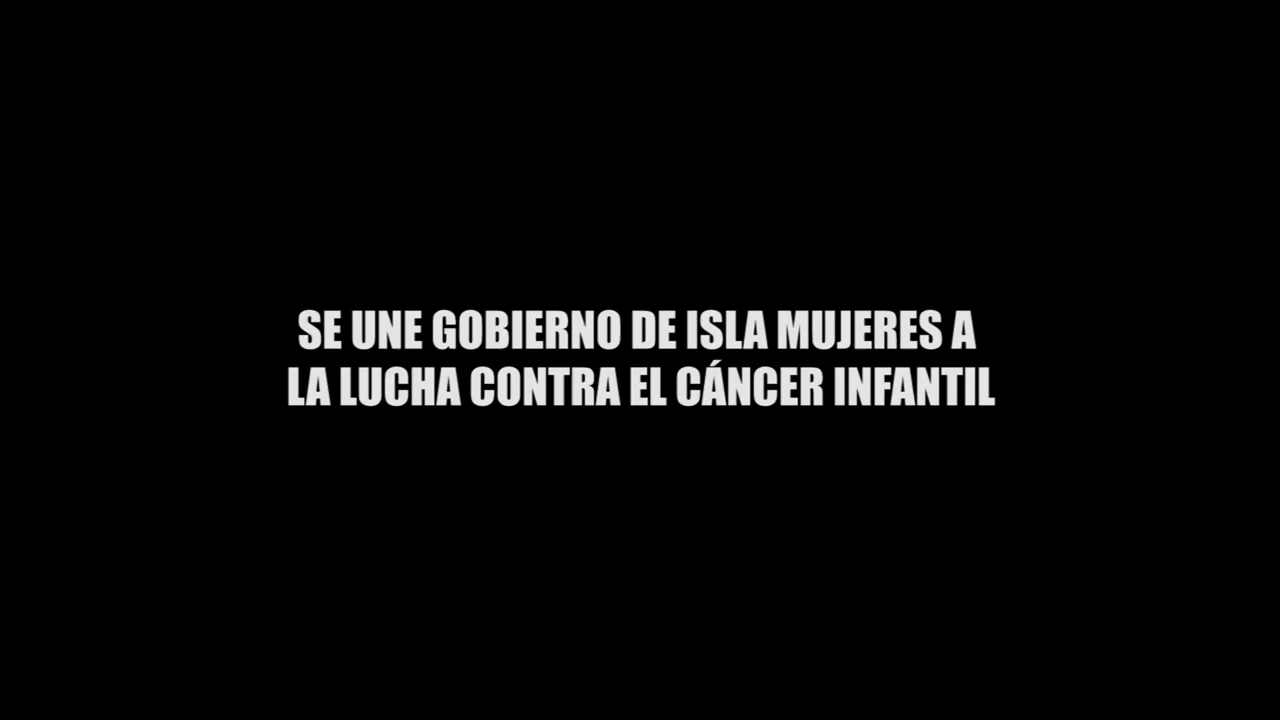 SE UNE GOBIERNO DE ISLA MUJERES A
LA LUCHA CONTRA EL CÁNCER INFANTIL